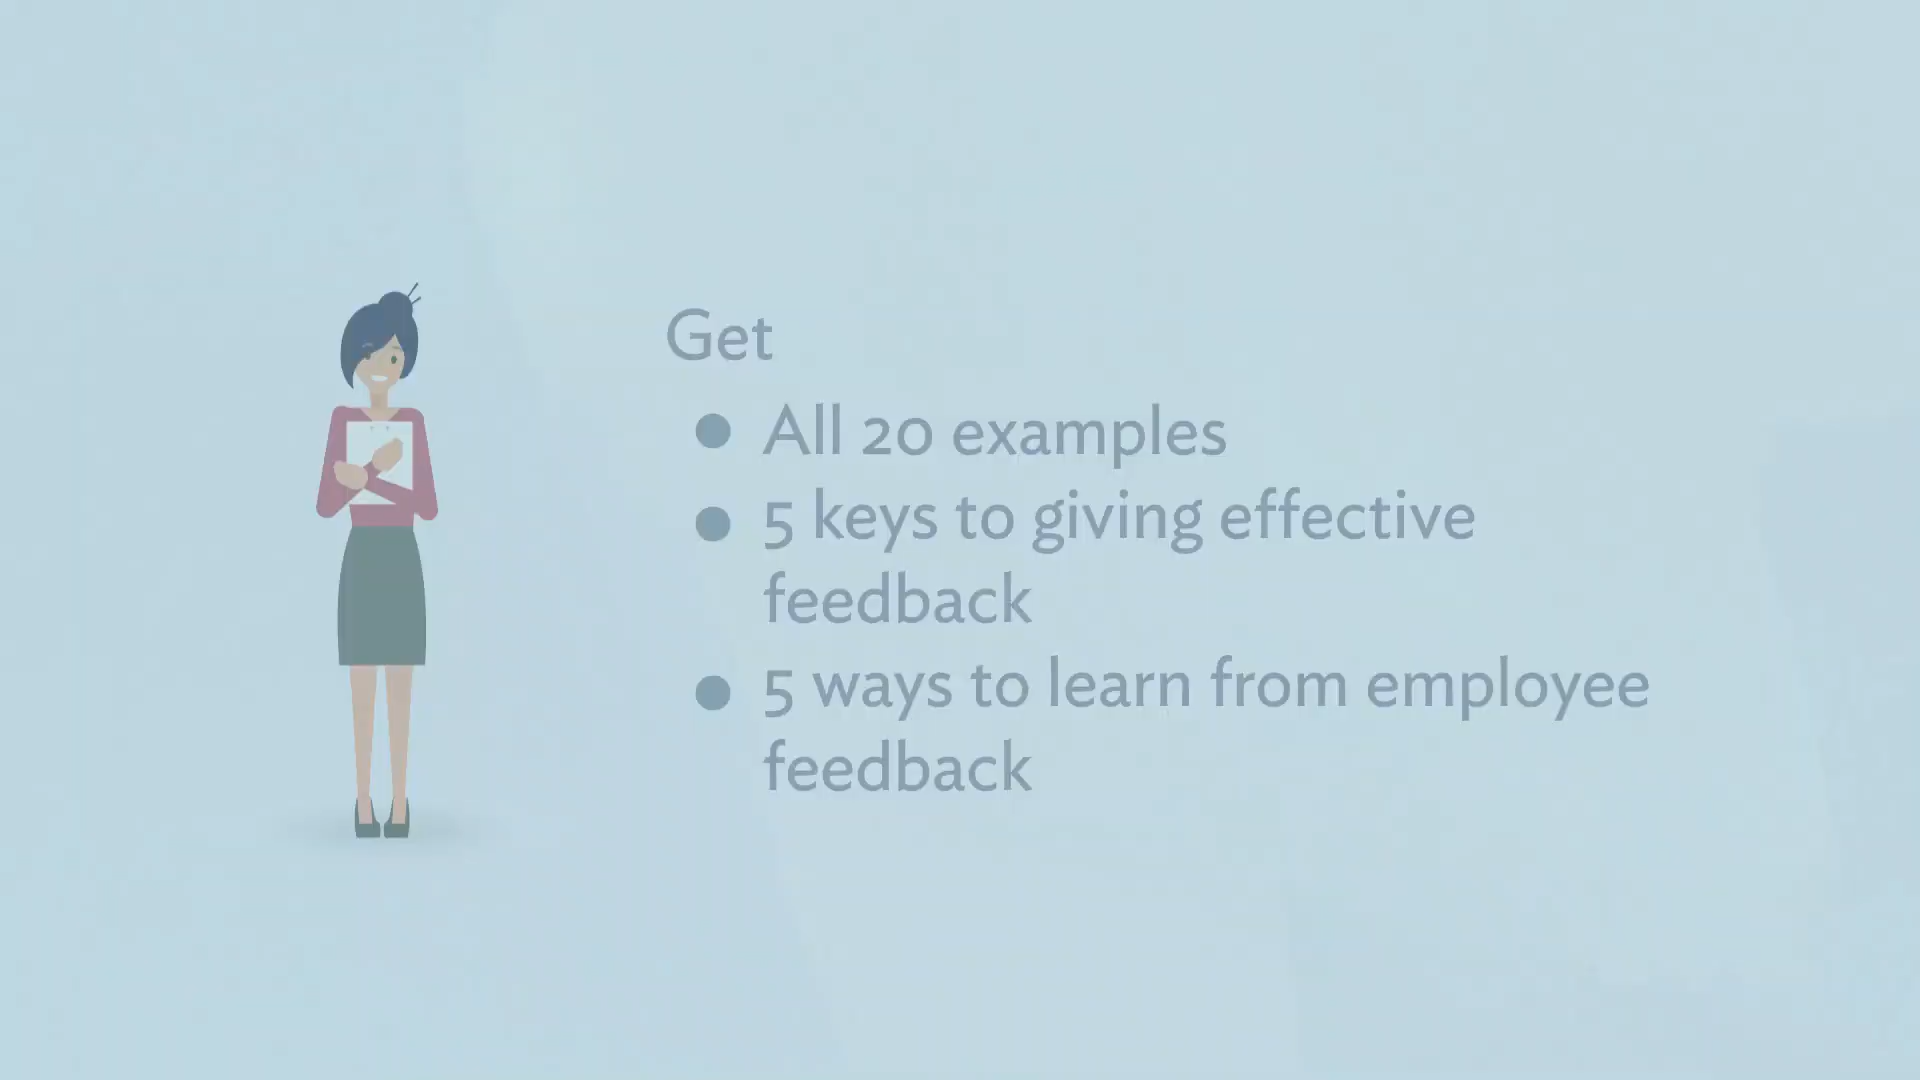 Get
All 20 examples
5 keys to giving effective
feedback
5 ways to learn from employee
feedback